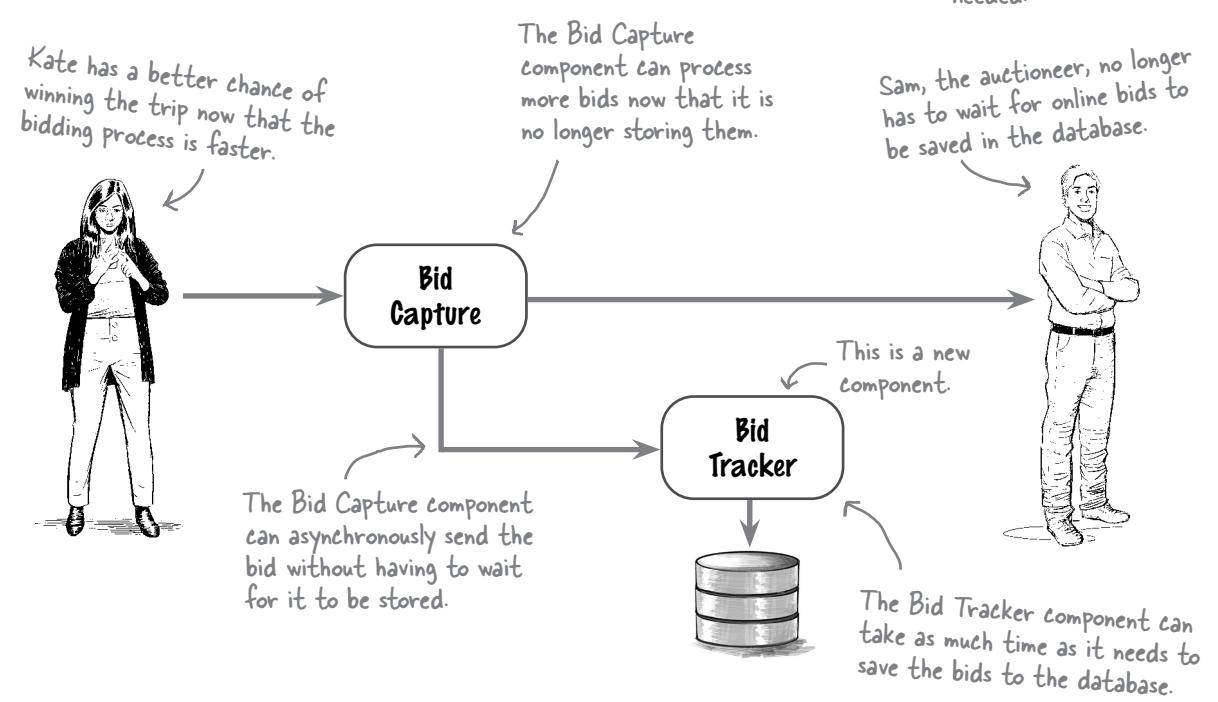 needed.
Kate has a better chance of
winning the trip now that the
bidding process is faster.
The Bid Capture
component can process
more bids now that it is
no longer storing them.
Sam, the auctioneer, no longer
has to wait for online bids to
be saved in the database.
Bid
Capture
This is a new
component.
Bid
Tracker
The Bid Capture component
can asynchronously send the
bid without having to wait
for it to be stored.
The Bid Tracker component can
take as much time as it needs to
save the bids to the database.